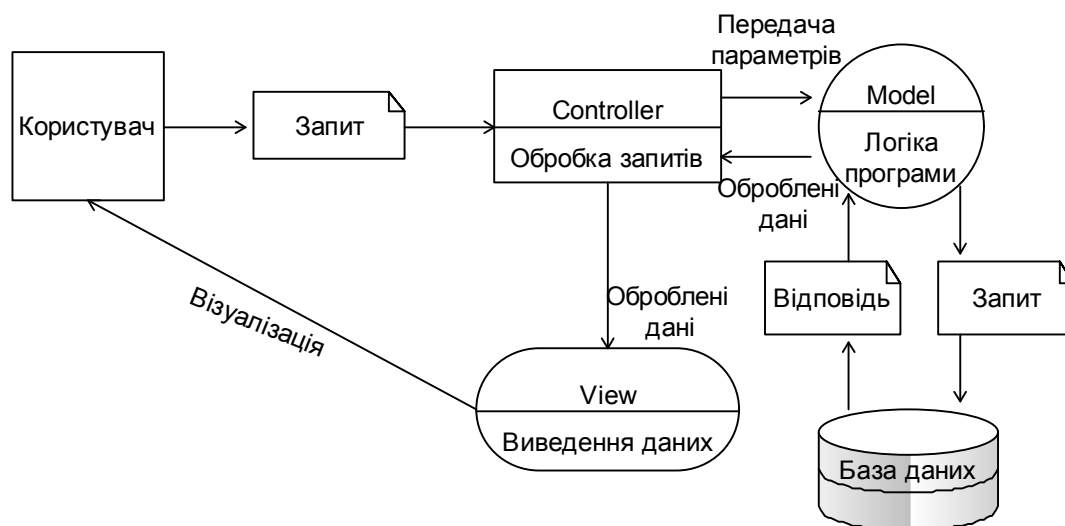 Передача
параметрів
Користувач
Запит
Controller
Обробка запитів
Model
Логіка
програми
Оброблені
дані
Візуалізація
Оброблені
дані
Відповідь
Запит
View
Виведення даних
База даних